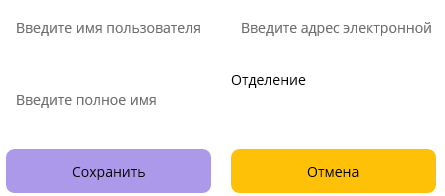 Введите имя пользователя
Введите адрес электронной
Отделение
Введите полное имя
Сохранить
Отмена